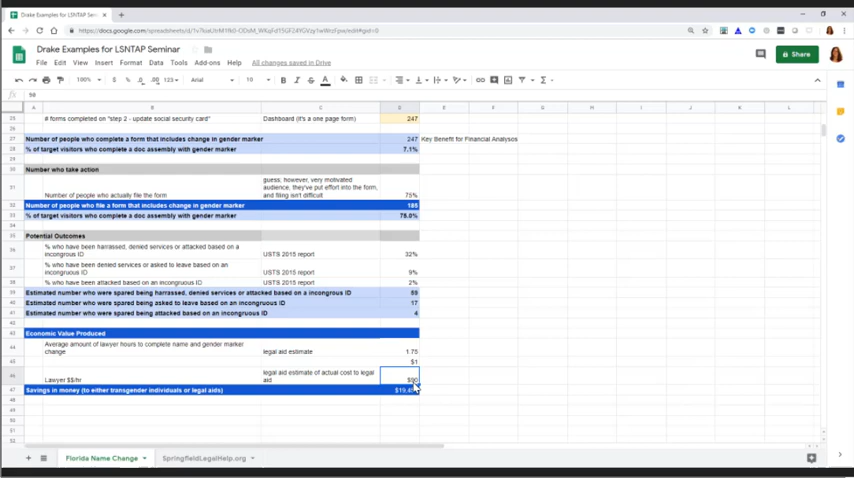 Drake Examples for LSNTAP Semin
https://docs.google.com/spreadsheets/d/
Drake Examples for LSNTAP Seminar
File Edit View Insert Format Data Tools Add-ons Help All changes saved in Drive
Share
100% $ % .0 .00 123 Arial 10 B I S A
A B C E F G H I J K L
25 # forms completed on "step 2 - update social security card" Dashboard (it's a one page form) 247
26
27 Number of people who complete a form that includes change in gender marker 247 Key Benefit for Financial Analyses
28 % of target visitors who complete a doc assembly with gender marker 7.1%
29
30 Number who take action
guess; however, very motivated
audience, they've put effort into the form,
31 Number of people who actually file the form and filing isn't difficult 75%
32 Number of people who file a form that includes change in gender marker 185
33 % of target visitors who complete a doc assembly with gender marker 75.0%
34
35 Potential Outcomes
% who have been harrassed, denied services or attacked based on a
36 incongrous ID USTS 2015 report 32%
% who have been denied services or asked to leave based on an
37 incongruous ID USTS 2015 report 9%
38 % who have been attacked based on an incongruous ID USTS 2015 report 2%
39 Estimated number who were spared being harrassed, denied services or attacked based on a incongrous ID
40 Estimated number who were spared being asked to leave based on an incongruous ID 17
41 Estimated number who were spared being attacked based on an incongruous ID 4
42
43 Economic Value Produced
Average amount of lawyer hours to complete name and gender marker
44 change legal aid estimate 1.75
45 $1
legal aid estimate of actual cost to legal
46 Lawyer $$/hr aid
47 Savings in money (to either transgender individuals or legal aids)
48
49
50
51
52
Florida Name Change SpringfieldLegalHelp.org